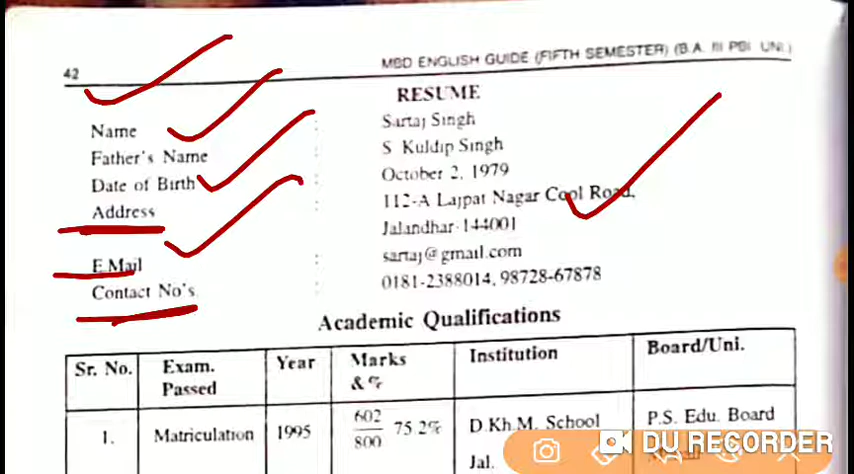 42
MBD ENGLISH GUIDE (FIFTH SEMESTER) (B.A. III PBI. UNI.)
RESUME
Name : Sartaj Singh
Father's Name : S Kuldip Singh
Date of Birth : October 2, 1979
Address : 112-A Lajpat Nagar Cool Road,
Jalandhar-144001
E.Mail : sartaj@gmail.com
Contact No's. : 0181-2388014, 98728-67878
Academic Qualifications
Sr. No. Exam. Passed Year Marks & % Institution Board/Uni.
1. Matriculation 1995 602/800 75.2% D.Kh.M. School P.S. Edu. Board
Jal.
DU RECORDER